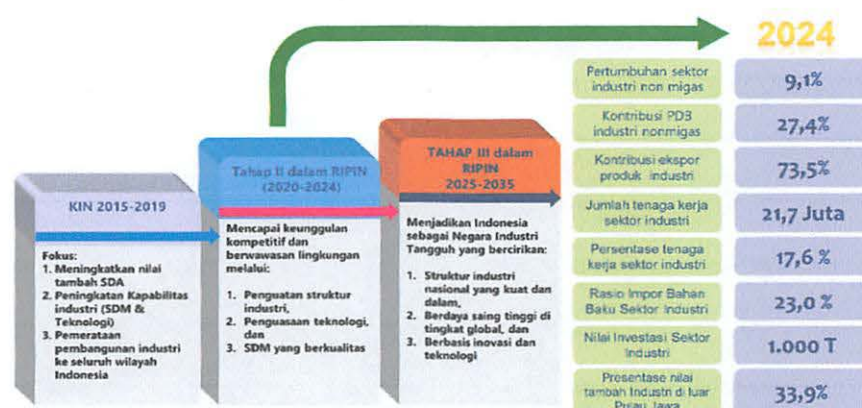 2024
KIN 2015-2019
Fokus:
1. Meningkatkan nilai
tambah SDA
2. Peningkatan Kapabilitas
industri (SDM &
Teknologi)
3. Pemerataan
pembangunan industri
ke seluruh wilayah
Indonesia
Tahap II dalam RIPIN
(2020-2024)
Mencapai keunggulan
kompetitif dan
berwawasan lingkungan
melalui:
1. Penguatan struktur
industri,
2. Penguasaan teknologi,
dan
3. SDM yang berkualitas
TAHAP III dalam
RIPIN
2025-2035
Menjadikan Indonesia
sebagai Negara Industri
Tangguh yang bercirikan:
1. Struktur industri
nasional yang kuat dan
dalam,
2. Berdaya saing tinggi di
tingkat global, dan
3. Berbasis inovasi dan
teknologi
Pertumbuhan sektor
industri non migas
9,1%
Kontribusi PDB
industri nonmigas
27,4%
Kontribusi ekspor
produk industri
73,5%
Jumlah tenaga kerja
sektor industri
21,7 Juta
Persentase tenaga
kerja sektor industri
17,6 %
Rasio Impor Bahan
Baku Sektor Industri
23,0 %
Nilai Investasi Sektor
Industri
1.000 T
Presentase nilai
tambah Industri di luar
Pulau Jawa
33,9%